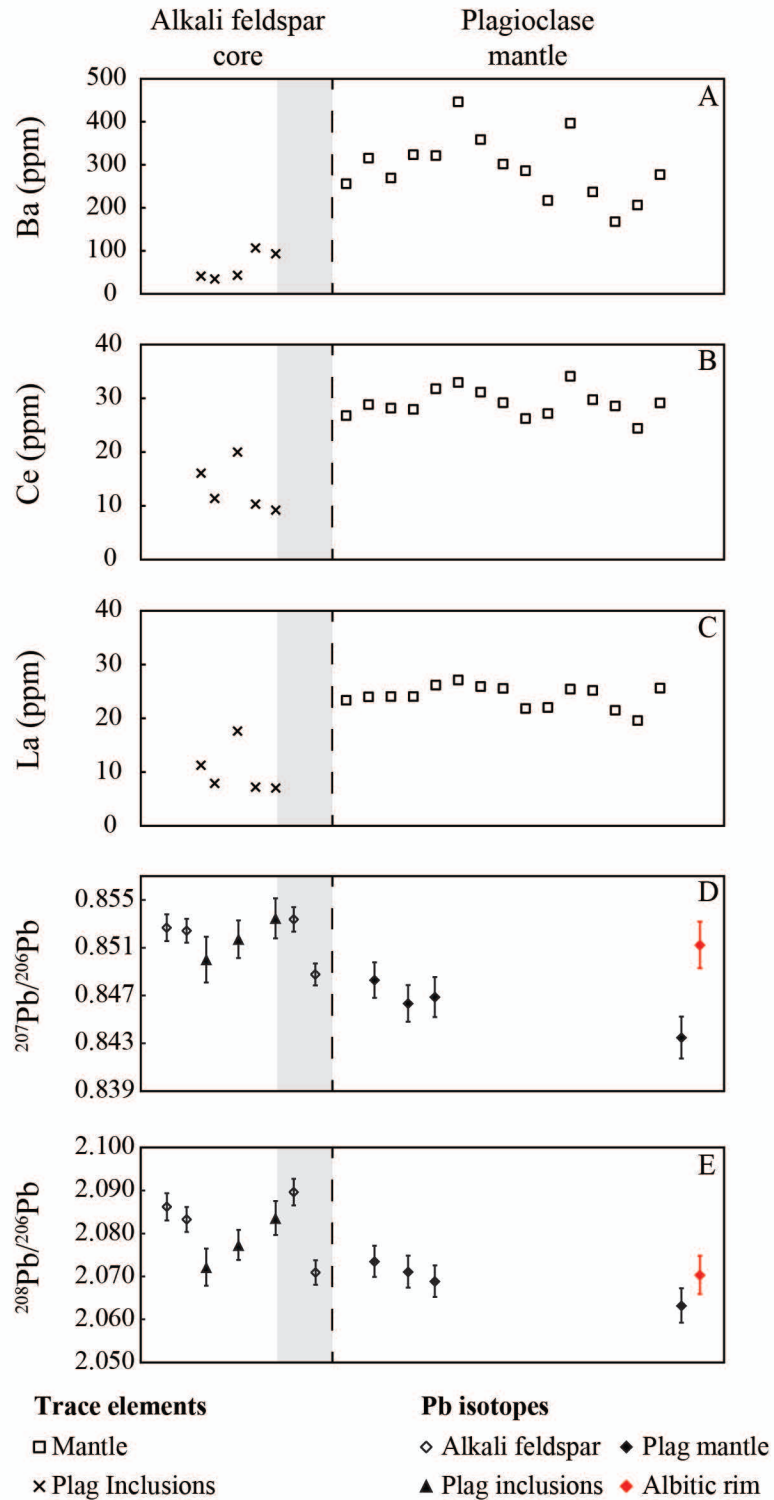 Alkali feldspar
core
Plagioclase
mantle
A
Ba (ppm)
500
400
300
200
100
0
B
Ce (ppm)
40
30
20
10
0
C
La (ppm)
40
30
20
10
0
D
²⁰⁷Pb/²⁰⁶Pb
0.855
0.851
0.847
0.843
0.839
E
²⁰⁸Pb/²⁰⁶Pb
2.100
2.090
2.080
2.070
2.060
2.050
Trace elements
Mantle
Plag Inclusions
Pb isotopes
Alkali feldspar
Plag mantle
Plag inclusions
Albitic rim